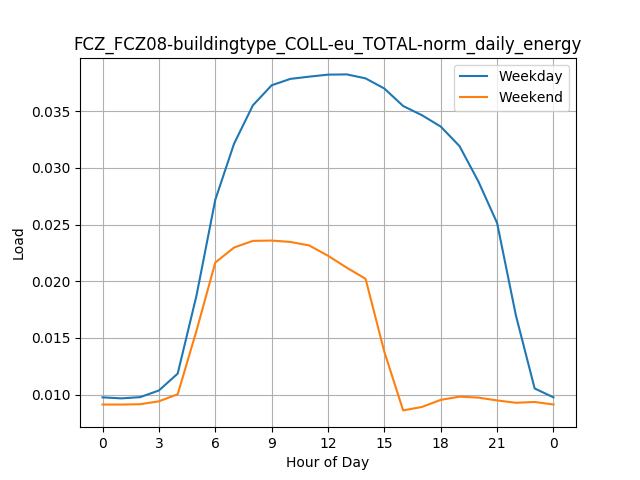 FCZ_FCZ08-buildingtype_COLL-eu_TOTAL-norm_daily_energy
Weekday
Weekend
0.035
0.030
0.025
0.020
0.015
0.010
Load
0 3 6 9 12 15 18 21 0
Hour of Day